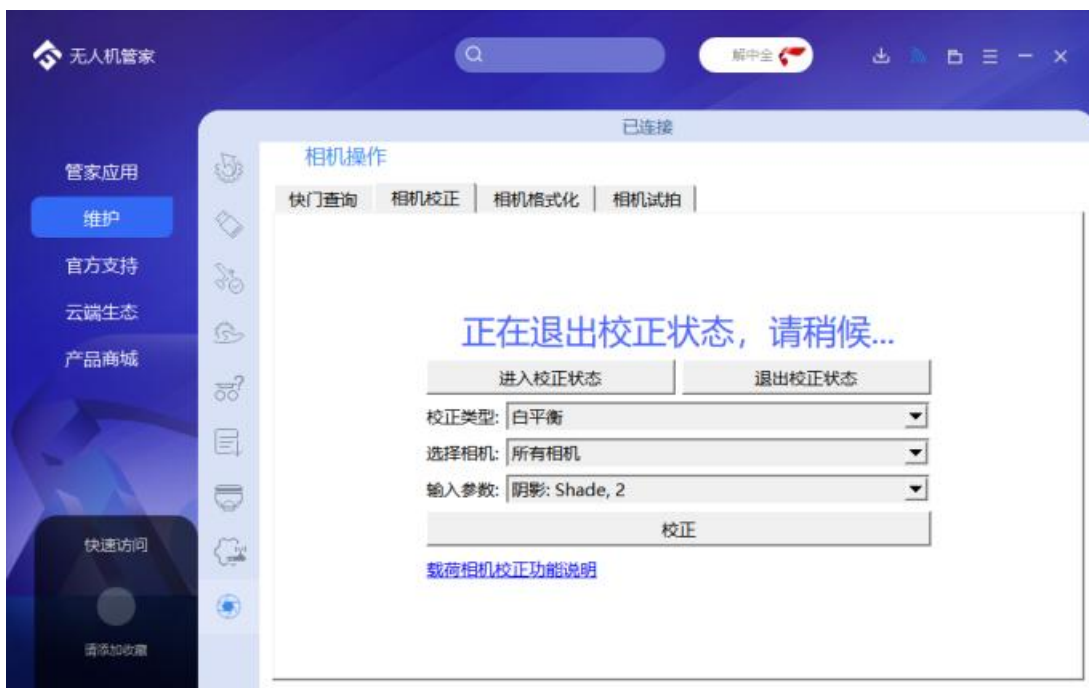 无人机管家
解中全
已连接
管家应用
维护
官方支持
云端生态
产品商城
快速访问
请添加收藏
相机操作
快门查询 相机校正 相机格式化 相机试拍
正在退出校正状态，请稍候...
进入校正状态 退出校正状态
校正类型: 白平衡
选择相机: 所有相机
输入参数: 阴影: Shade, 2
校正
载荷相机校正功能说明